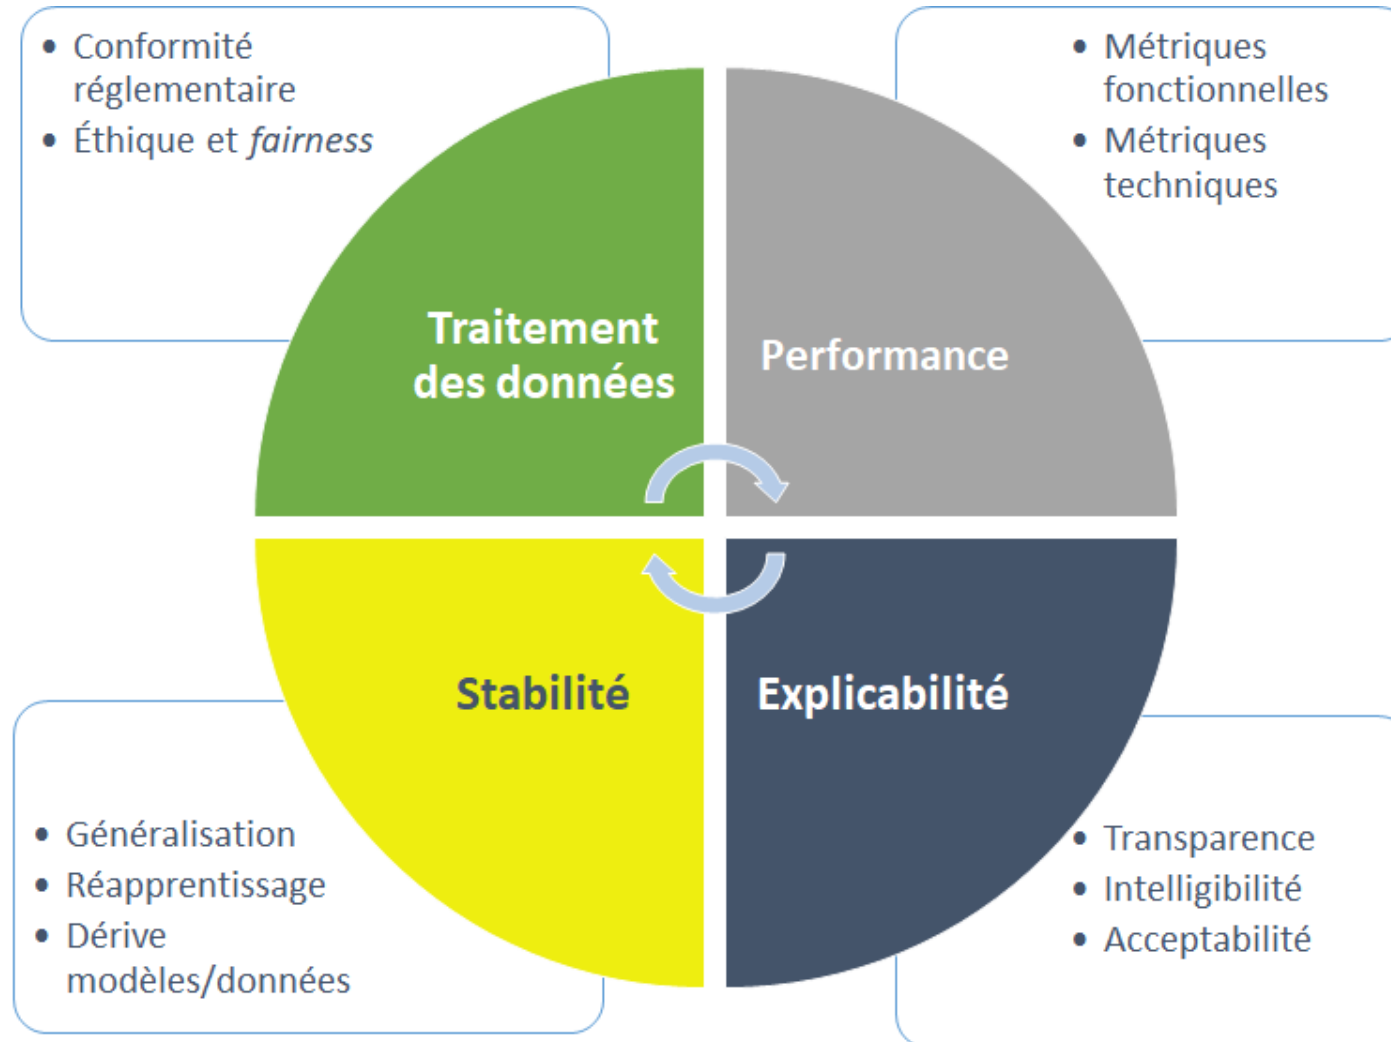 • Conformité
réglementaire
• Éthique et fairness
• Métriques
fonctionnelles
• Métriques
techniques
Traitement
des données
Performance
Stabilité
Explicabilité
• Généralisation
• Réapprentissage
• Dérive
modèles/données
• Transparence
• Intelligibilité
• Acceptabilité